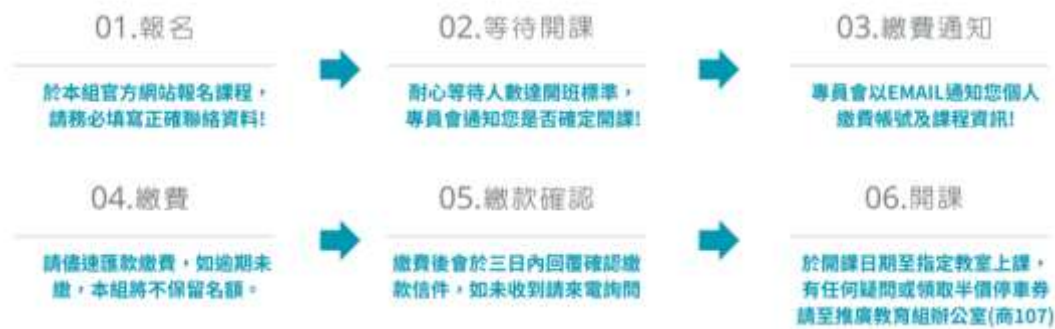 01.報名
02.等待開課
03.繳費通知
於本組官方網站報名課程，
請務必填寫正確聯絡資料!
耐心等待人數達開班標準，
專員會通知您是否確定開課!
專員會以EMAIL通知您個人
繳費帳號及課程資訊!
04.繳費
05.繳款確認
06.開課
請儘速匯款繳費，如逾期未
繳，本組將不保留名額。
繳費後會於三日內回覆確認繳
款信件，如未收到請來電詢問
於開課日期至指定教室上課，
有任何疑問或領取半價停車券
請至推廣教育組辦公室(商107)